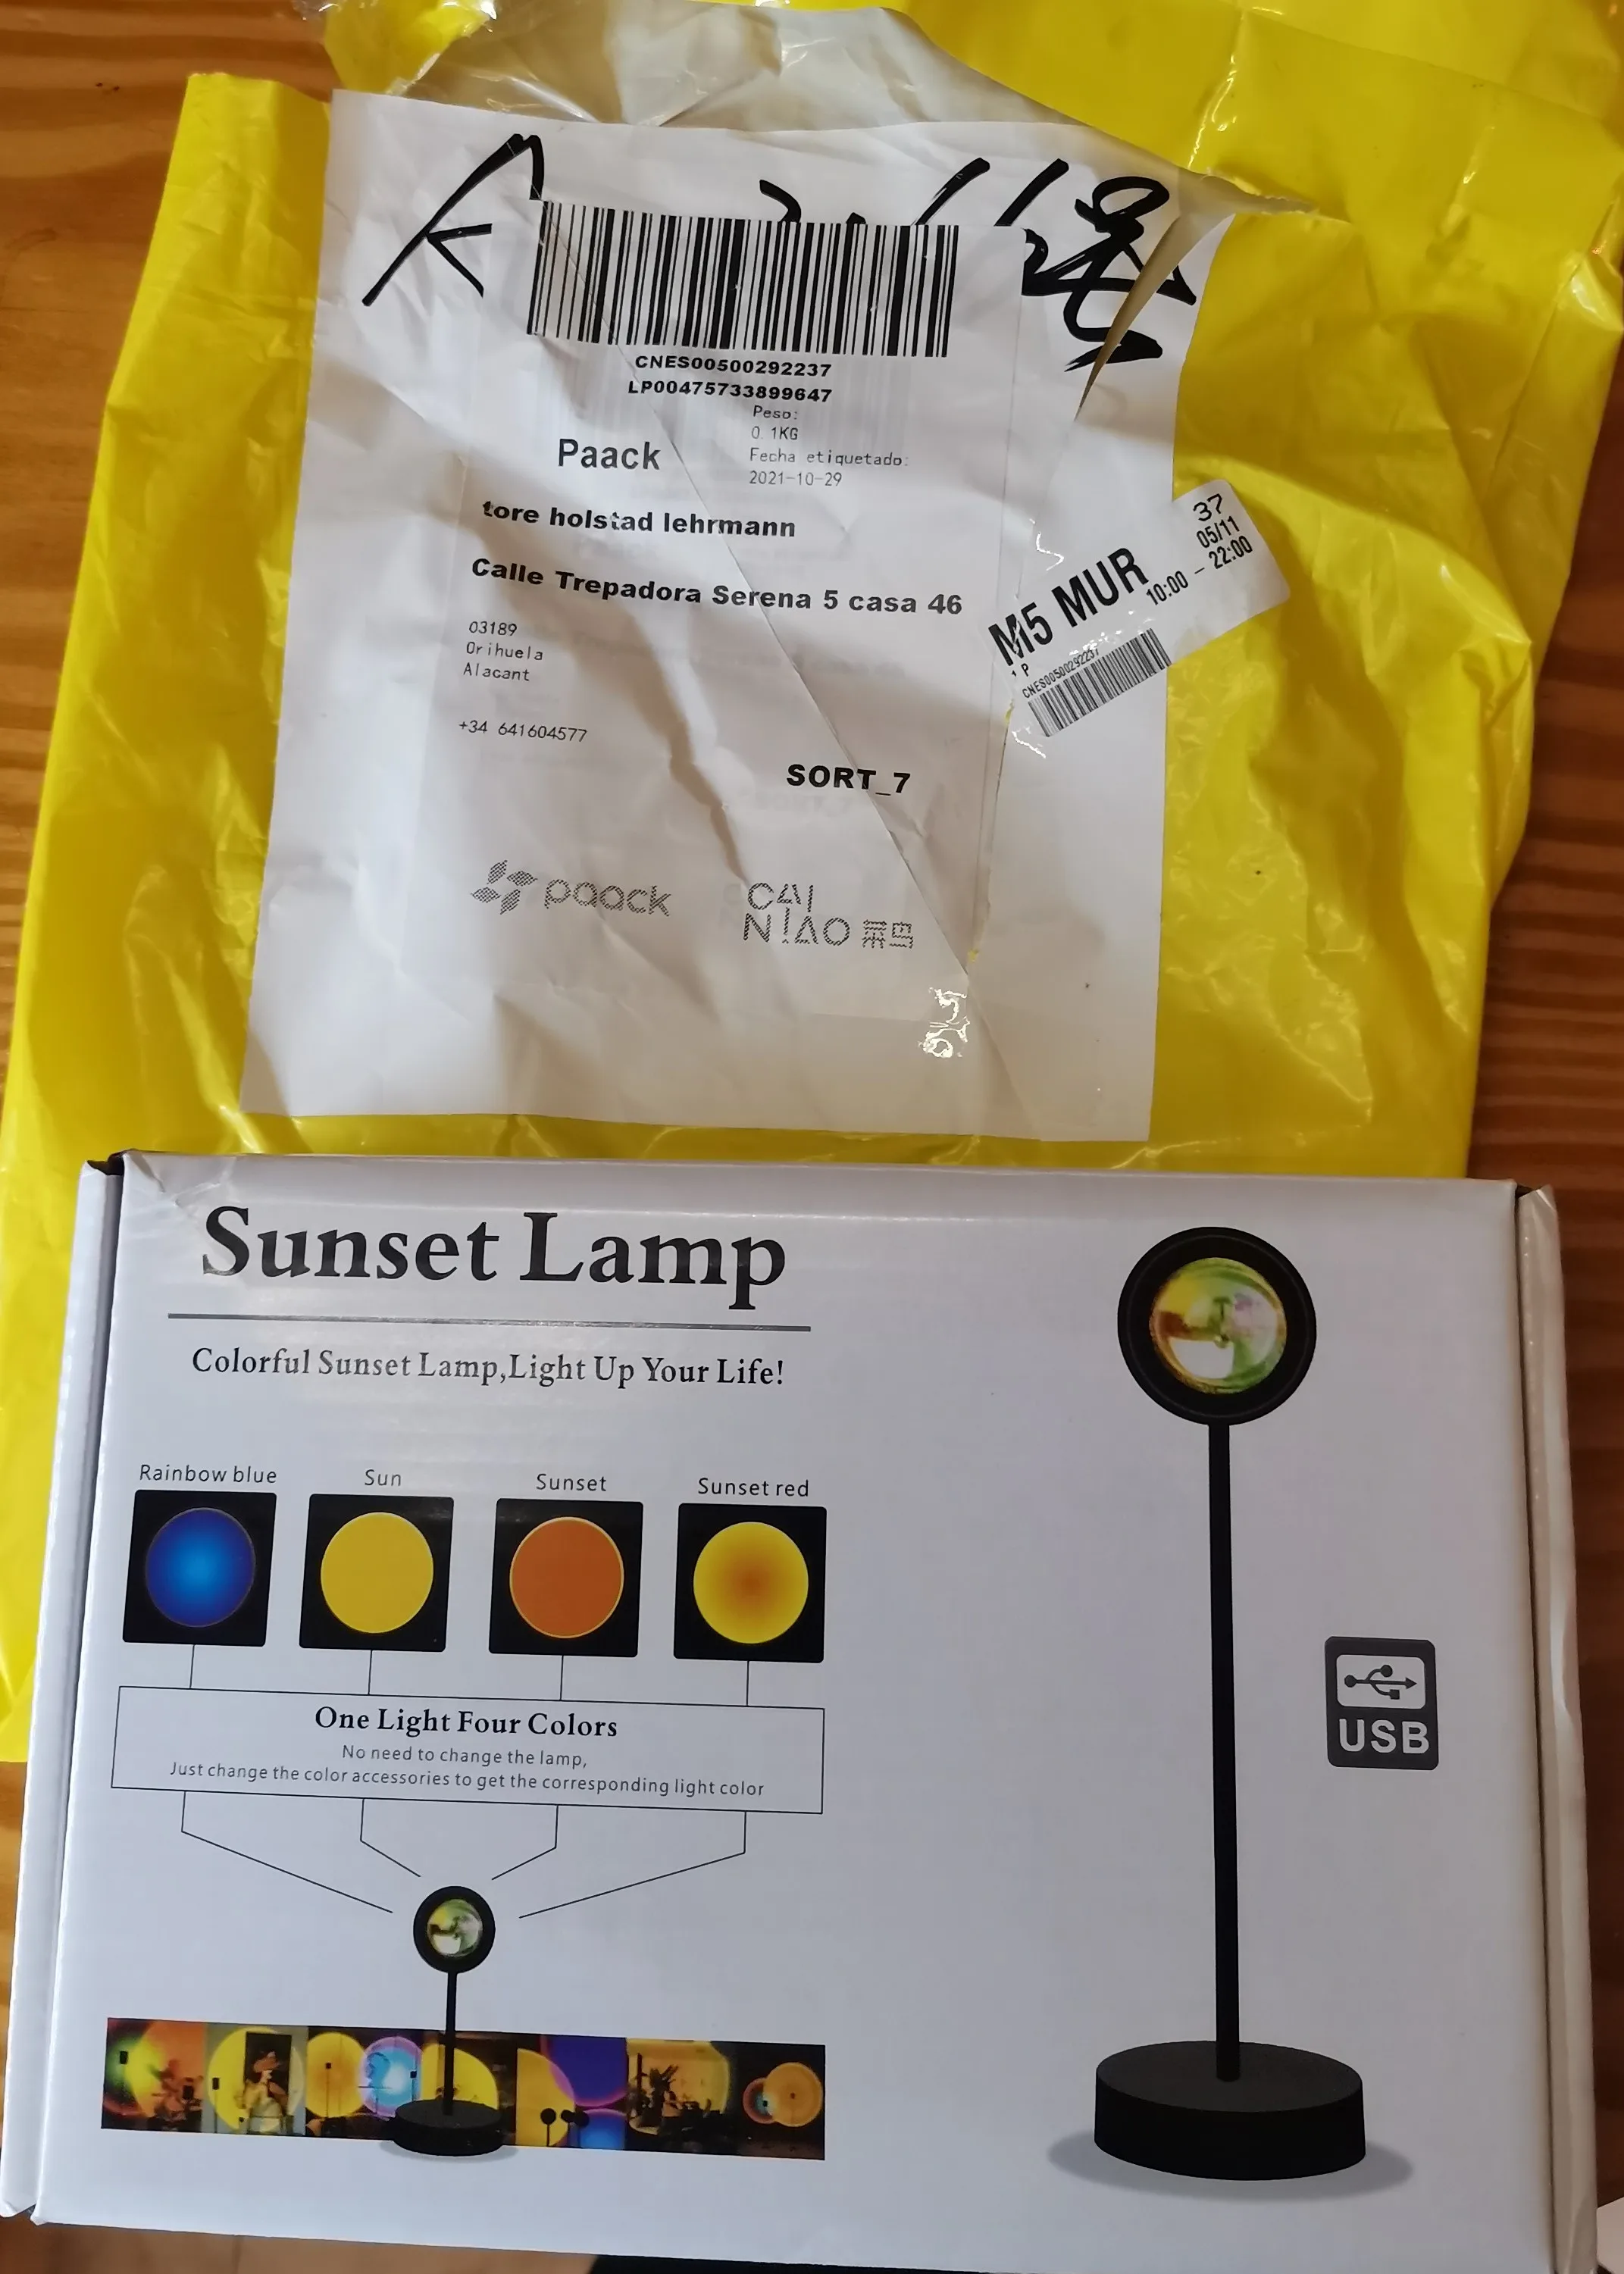 CNES00500292237
LP00475733899647
Peso:
0.1KG
Paack
Fecha etiquetado:
2021-10-29
tore holstad lehrmann
Calle Trepadora Serena 5 casa 46
03189
Orihuela
Alacant
+34 641604577
SORT_7
paack
CAI
NIAO 菜鸟
37
05/11
M5 MUR
10:00 - 22:00
P
CNES00500292237
Sunset Lamp
Colorful Sunset Lamp,Light Up Your Life!
Rainbow blue
Sun
Sunset
Sunset red
One Light Four Colors
No need to change the lamp,
Just change the color accessories to get the corresponding light color
USB